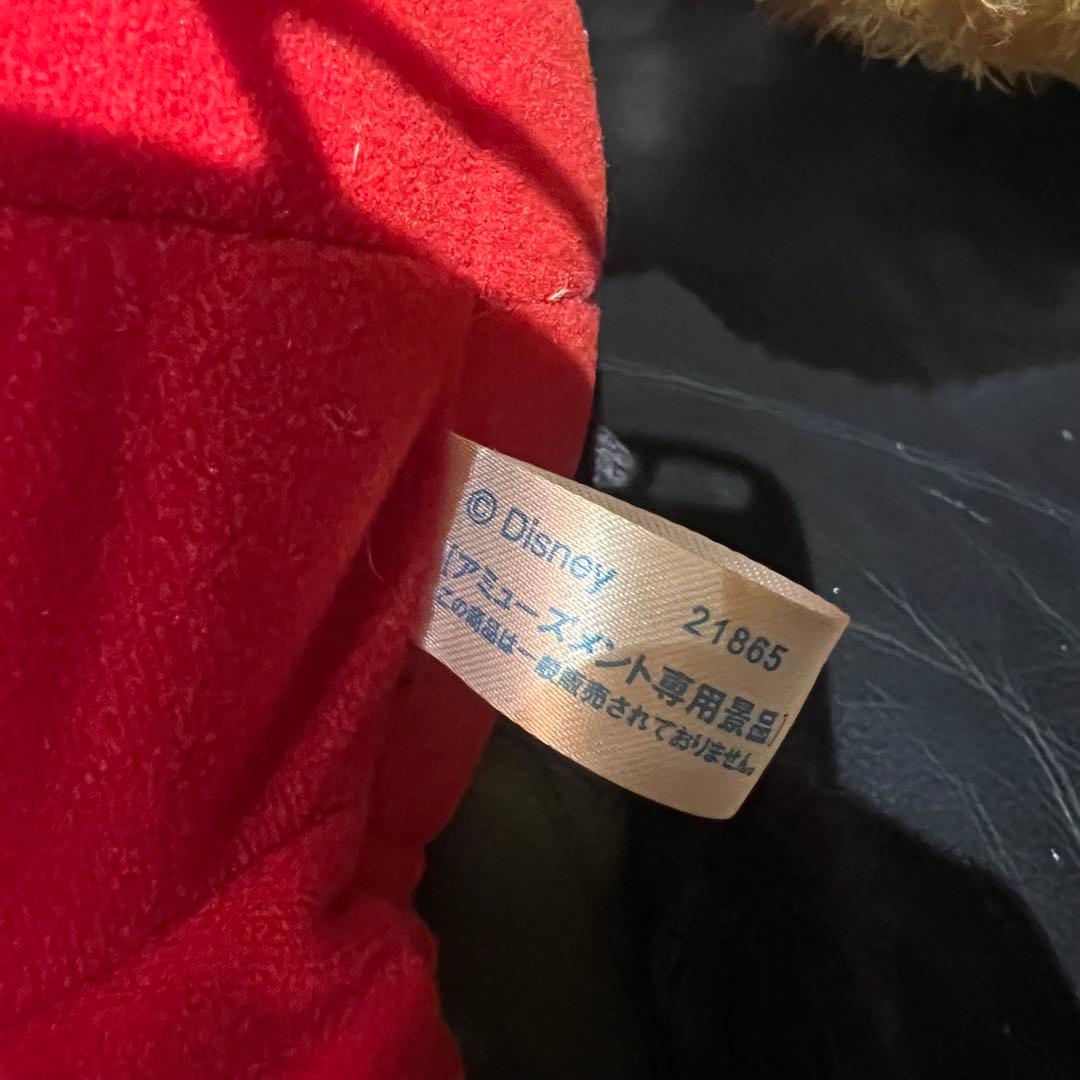 © Disney 21865
「アミューズメント専用景品」
この商品は一般販売されておりません。